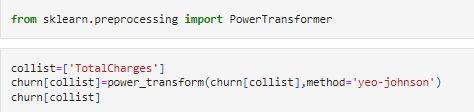 from sklearn.preprocessing import PowerTransformer
collist=['TotalCharges']
churn[collist]=power_transform(churn[collist],method='yeo-johnson')
churn[collist]